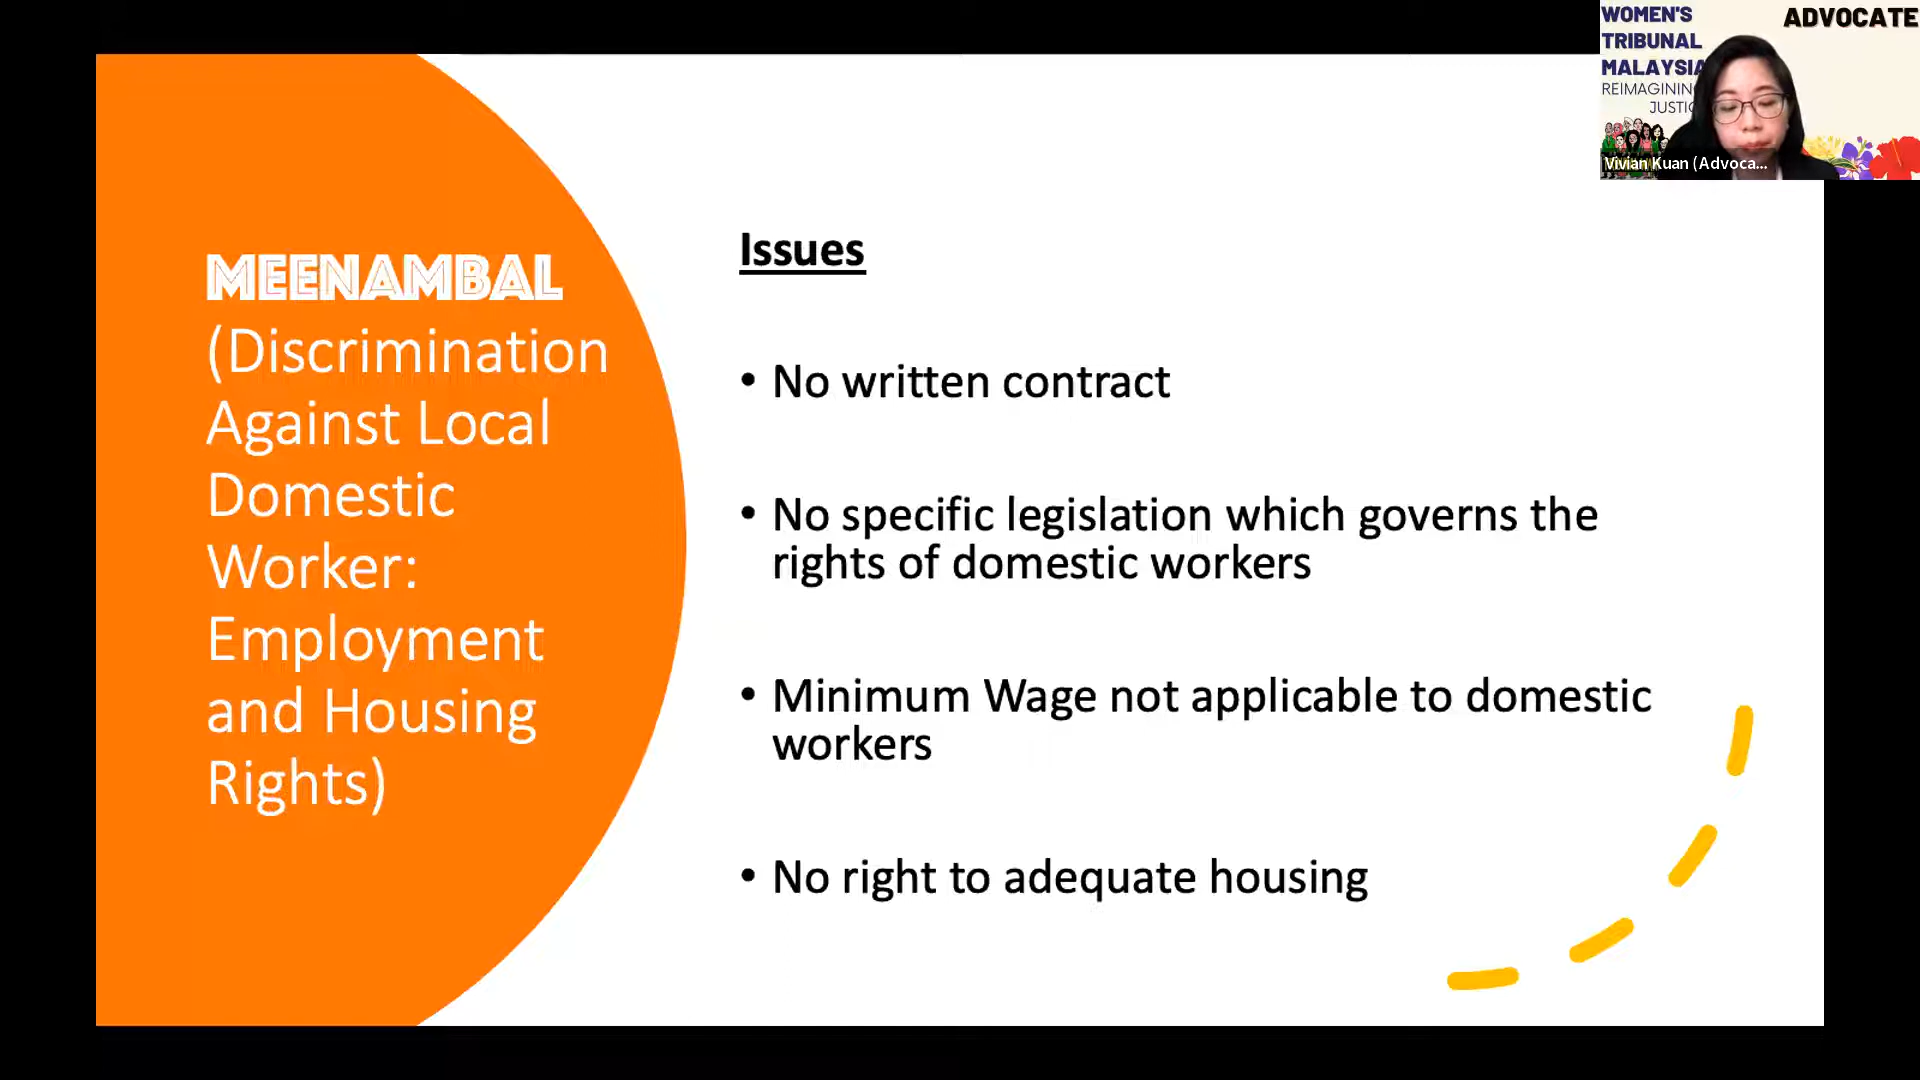 MEENAMBAL
(Discrimination
Against Local
Domestic
Worker:
Employment
and Housing
Rights)
Issues
• No written contract
• No specific legislation which governs the
rights of domestic workers
• Minimum Wage not applicable to domestic
workers
• No right to adequate housing
WOMEN'S
TRIBUNAL
MALAYSIA
REIMAGININ
JUSTIC
ADVOCATE
Vivian Kuan (Advoca...